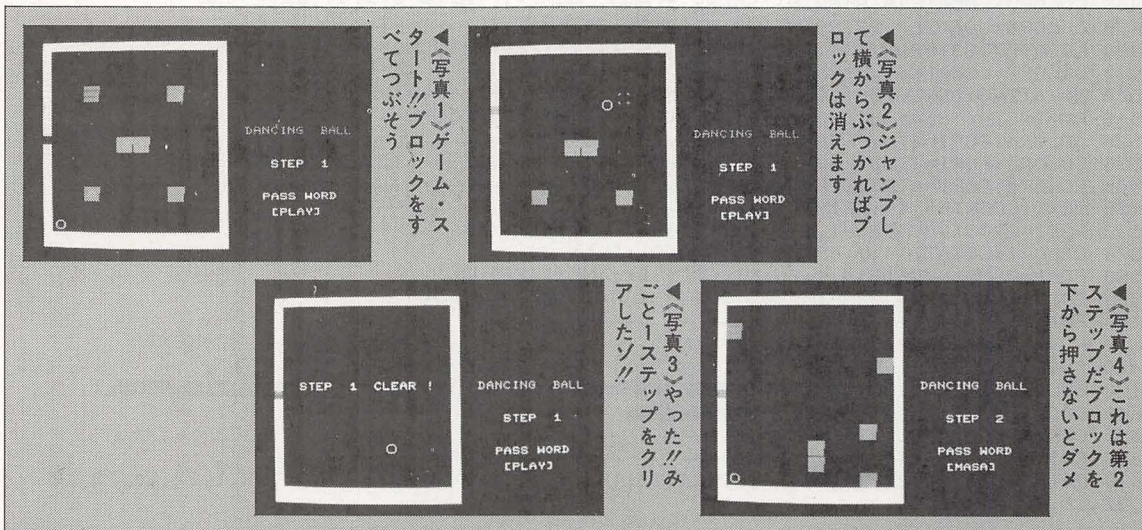 ◀《写真1》ゲーム・ス
タート!!ブロックをす
べてつぶそう
DANCING BALL
STEP 1
PASS WORD
[PLAY]
◀《写真2》ジャンプし
て横からぶつかればブ
ロックは消えます
DANCING BALL
STEP 1
PASS WORD
[PLAY]
◀《写真3》やった!!み
ごと1ステップをクリ
アしたゾ!!
STEP 1 CLEAR !
DANCING BALL
STEP 1
PASS WORD
[PLAY]
◀《写真4》これは第2
ステップだブロックを
下から押さないとダメ
DANCING BALL
STEP 2
PASS WORD
[MASA]